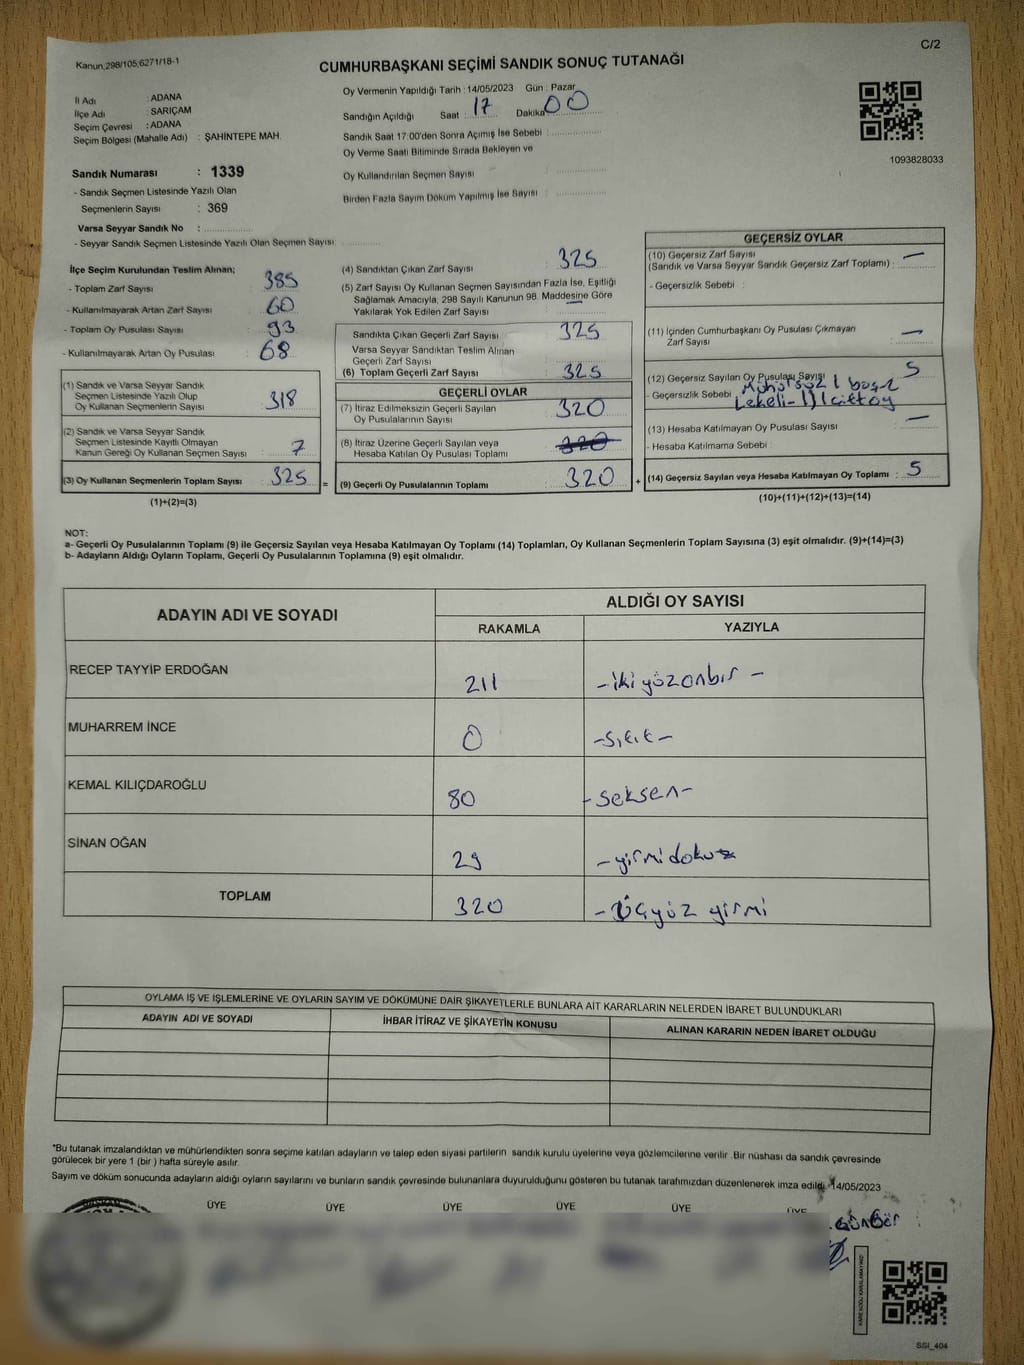 Kanun;298/105;6271/18-1
C/2
CUMHURBAŞKANI SEÇİMİ SANDIK SONUÇ TUTANAĞI
İl Adı : ADANA
İlçe Adı : SARIÇAM
Seçim Çevresi : ADANA
Seçim Bölgesi (Mahalle Adı) : ŞAHİNTEPE MAH.
Oy Vermenin Yapıldığı Tarih : 14/05/2023 Gün : Pazar
Sandığın Açıldığı Saat : 17 Dakika : 00
Sandık Saat 17:00'den Sonra Açımış İse Sebebi :
Oy Verme Saati Bitiminde Sırada Bekleyen ve
Oy Kullandırılan Seçmen Sayısı
Birden Fazla Sayım Döküm Yapılmış İse Sayısı :
1093828033
Sandık Numarası : 1339
- Sandık Seçmen Listesinde Yazılı Olan
Seçmenlerin Sayısı : 369
Varsa Seyyar Sandık No :
- Seyyar Sandık Seçmen Listesinde Yazılı Olan Seçmen Sayısı
İlçe Seçim Kurulundan Teslim Alınan;
- Toplam Zarf Sayısı : 385
- Kullanılmayarak Artan Zarf Sayısı : 60
- Toplam Oy Pusulası Sayısı : 93
- Kullanılmayarak Artan Oy Pusulası : 68
(1) Sandık ve Varsa Seyyar Sandık
Seçmen Listesinde Yazılı Olup
Oy Kullanan Seçmenlerin Sayısı : 318
(2) Sandık ve Varsa Seyyar Sandık
Seçmen Listesinde Kayıtlı Olmayan
Kanun Gereği Oy Kullanan Seçmen Sayısı : 7
(3) Oy Kullanan Seçmenlerin Toplam Sayısı : 325 =
(1)+(2)=(3)
(4) Sandıktan Çıkan Zarf Sayısı : 325
(5) Zarf Sayısı Oy Kullanan Seçmen Sayısından Fazla İse, Eşitliği
Sağlamak Amacıyla, 298 Sayılı Kanunun 98. Maddesine Göre
Yakılarak Yok Edilen Zarf Sayısı : —
Sandıkta Çıkan Geçerli Zarf Sayısı : 325
Varsa Seyyar Sandıktan Teslim Alınan
Geçerli Zarf Sayısı
(6) Toplam Geçerli Zarf Sayısı : 325
GEÇERLİ OYLAR
(7) İtiraz Edilmeksizin Geçerli Sayılan
Oy Pusulalarının Sayısı : 320
(8) İtiraz Üzerine Geçerli Sayılan veya
Hesaba Katılan Oy Pusulası Toplamı : 320
(9) Geçerli Oy Pusulalarının Toplamı : 320 +
GEÇERSİZ OYLAR
(10) Geçersiz Zarf Sayısı
(Sandık ve Varsa Seyyar Sandık Geçersiz Zarf Toplamı) : —
- Geçersizlik Sebebi :
(11) İçinden Cumhurbaşkanı Oy Pusulası Çıkmayan
Zarf Sayısı : —
(12) Geçersiz Sayılan Oy Pusulası Sayısı : 5
- Geçersizlik Sebebi
(13) Hesaba Katılmayan Oy Pusulası Sayısı : —
- Hesaba Katılmama Sebebi :
(14) Geçersiz Sayılan veya Hesaba Katılmayan Oy Toplamı : 5
(10)+(11)+(12)+(13)=(14)
NOT:
a- Geçerli Oy Pusulalarının Toplamı (9) ile Geçersiz Sayılan veya Hesaba Katılmayan Oy Toplamı (14) Toplamları, Oy Kullanan Seçmenlerin Toplam Sayısına (3) eşit olmalıdır. (9)+(14)=(3)
b- Adayların Aldığı Oyların Toplamı, Geçerli Oy Pusulalarının Toplamına (9) eşit olmalıdır.
ADAYIN ADI VE SOYADI
ALDIĞI OY SAYISI
RAKAMLA YAZIYLA
RECEP TAYYİP ERDOĞAN 211 -iki yüz onbir -
MUHARREM İNCE 0 -sıfır-
KEMAL KILIÇDAROĞLU 80 -seksen-
SİNAN OĞAN 29 -yirmi dokuz
TOPLAM 320 -üçyüz yirmi
OYLAMA İŞ VE İŞLEMLERİNE VE OYLARIN SAYIM VE DÖKÜMÜNE DAİR ŞİKAYETLERLE BUNLARA AİT KARARLARIN NELERDEN İBARET BULUNDUKLARI
ADAYIN ADI VE SOYADI İHBAR İTİRAZ VE ŞİKAYETİN KONUSU ALINAN KARARIN NEDEN İBARET OLDUĞU
*Bu tutanak imzalandıktan ve mühürlendikten sonra seçime katılan adayların ve talep eden siyasi partilerin sandık kurulu üyelerine veya gözlemcilerine verilir. Bir nüshası da sandık çevresinde
görülecek bir yere 1 (bir ) hafta süreyle asılır.
Sayım ve döküm sonucunda adayların aldığı oyların sayılarını ve bunların sandık çevresinde bulunanlara duyurulduğunu gösteren bu tutanak tarafımızdan düzenlenerek imza edildi. 14/05/2023
ÜYE ÜYE ÜYE ÜYE ÜYE ÜYE
SSI_404